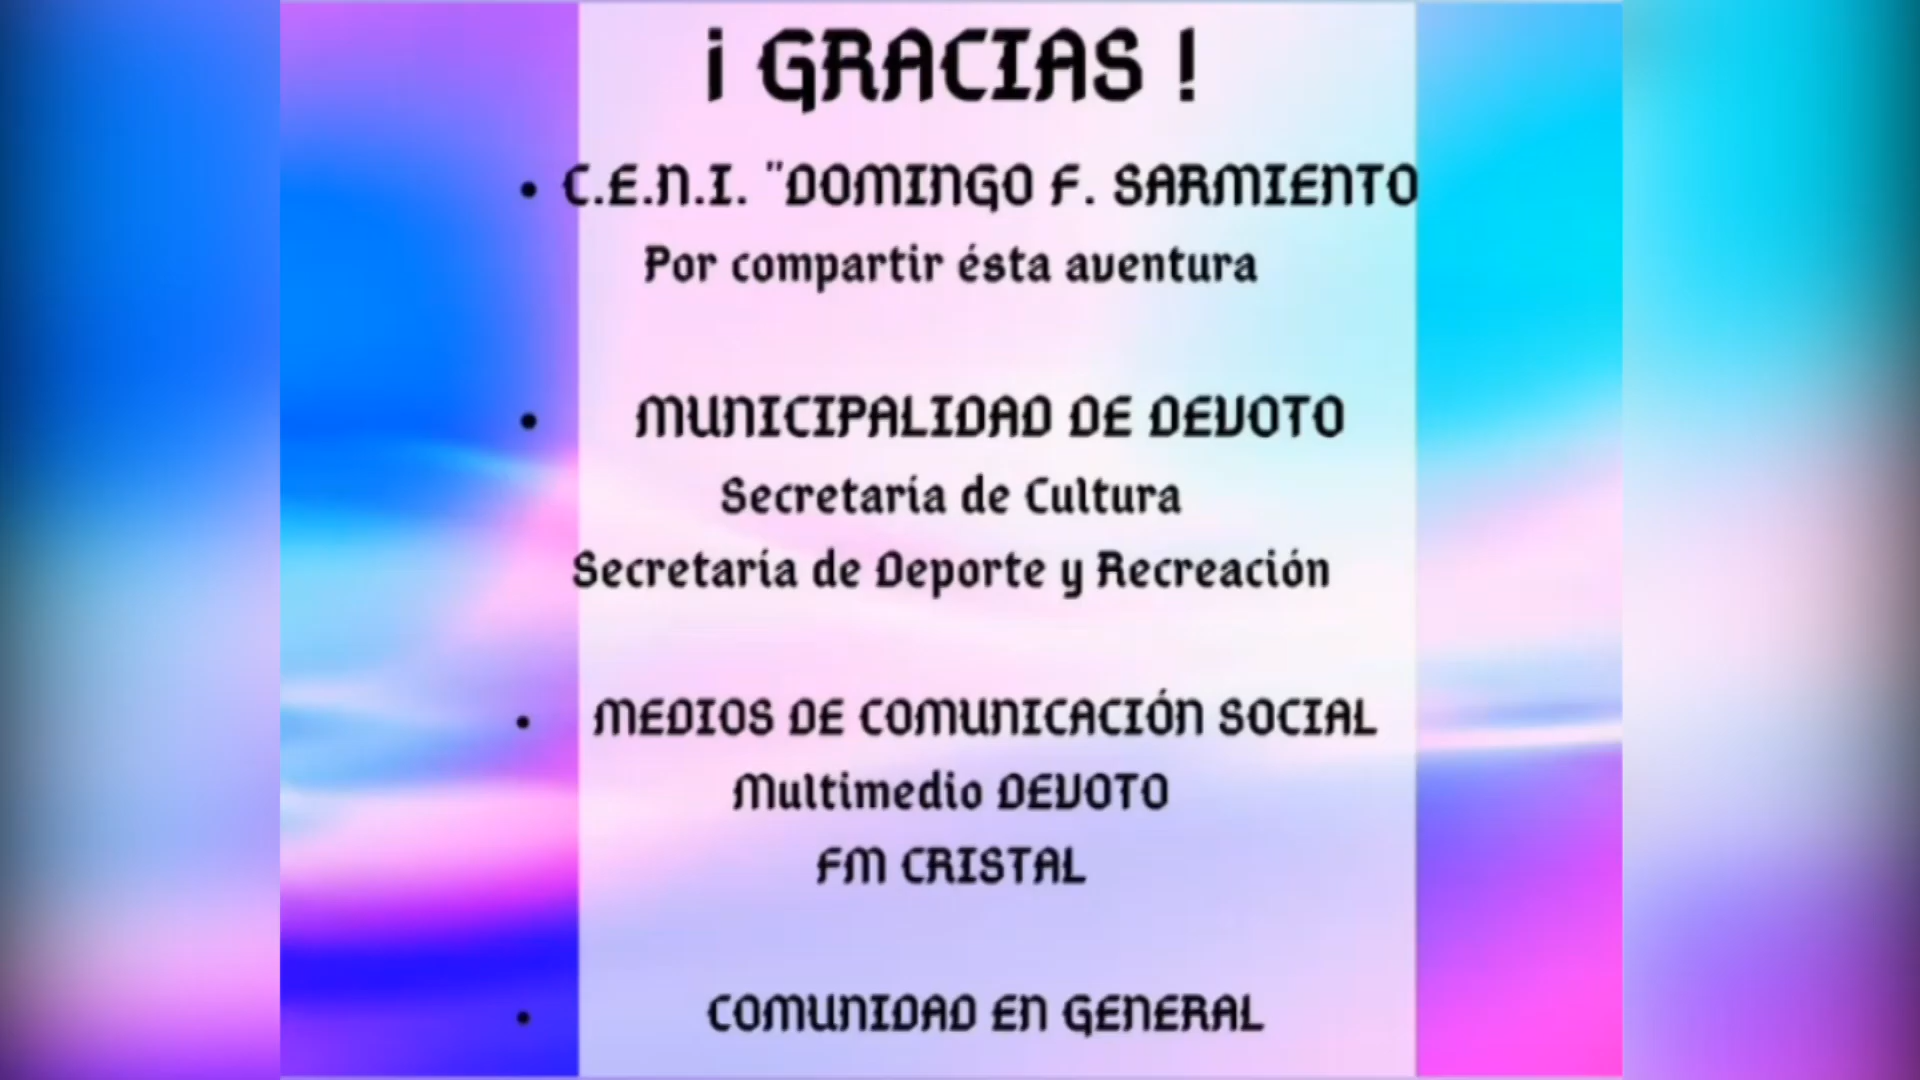 ¡ GRACIAS !
• C.E.N.I. "DOMINGO F. SARMIENTO
Por compartir ésta aventura
• MUNICIPALIDAD DE DEVOTO
Secretaría de Cultura
Secretaría de Deporte y Recreación
• MEDIOS DE COMUNICACIÓN SOCIAL
Multimedio DEVOTO
FM CRISTAL
• COMUNIDAD EN GENERAL